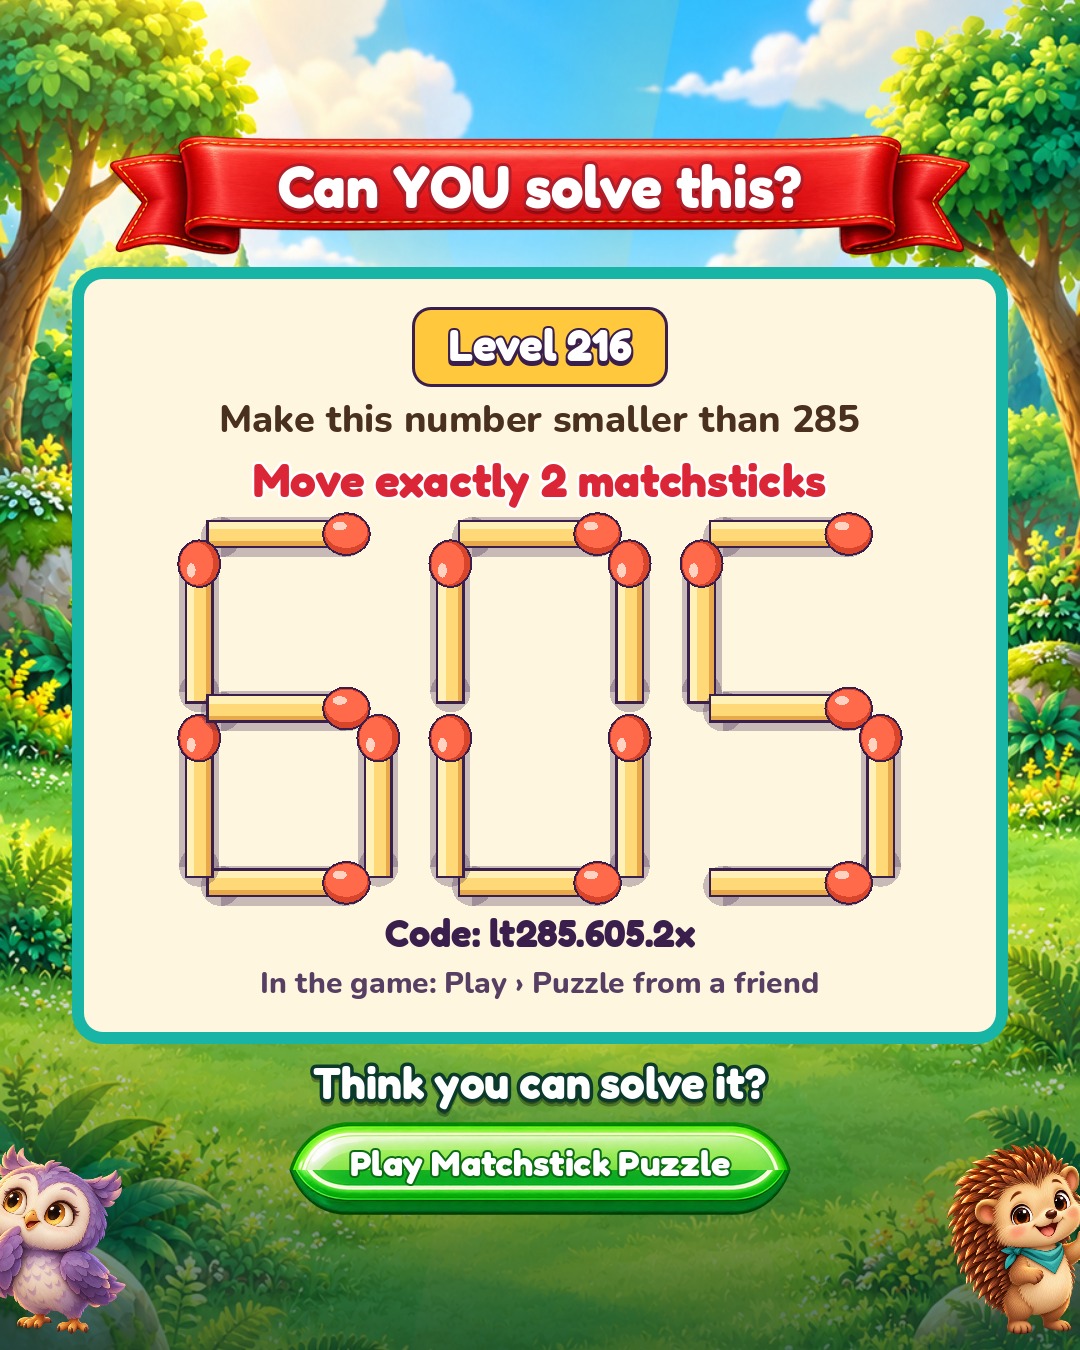 Can YOU solve this?
Level 216
Make this number smaller than 285
Move exactly 2 matchsticks
605
Code: lt285.605.2x
In the game: Play › Puzzle from a friend
Think you can solve it?
Play Matchstick Puzzle